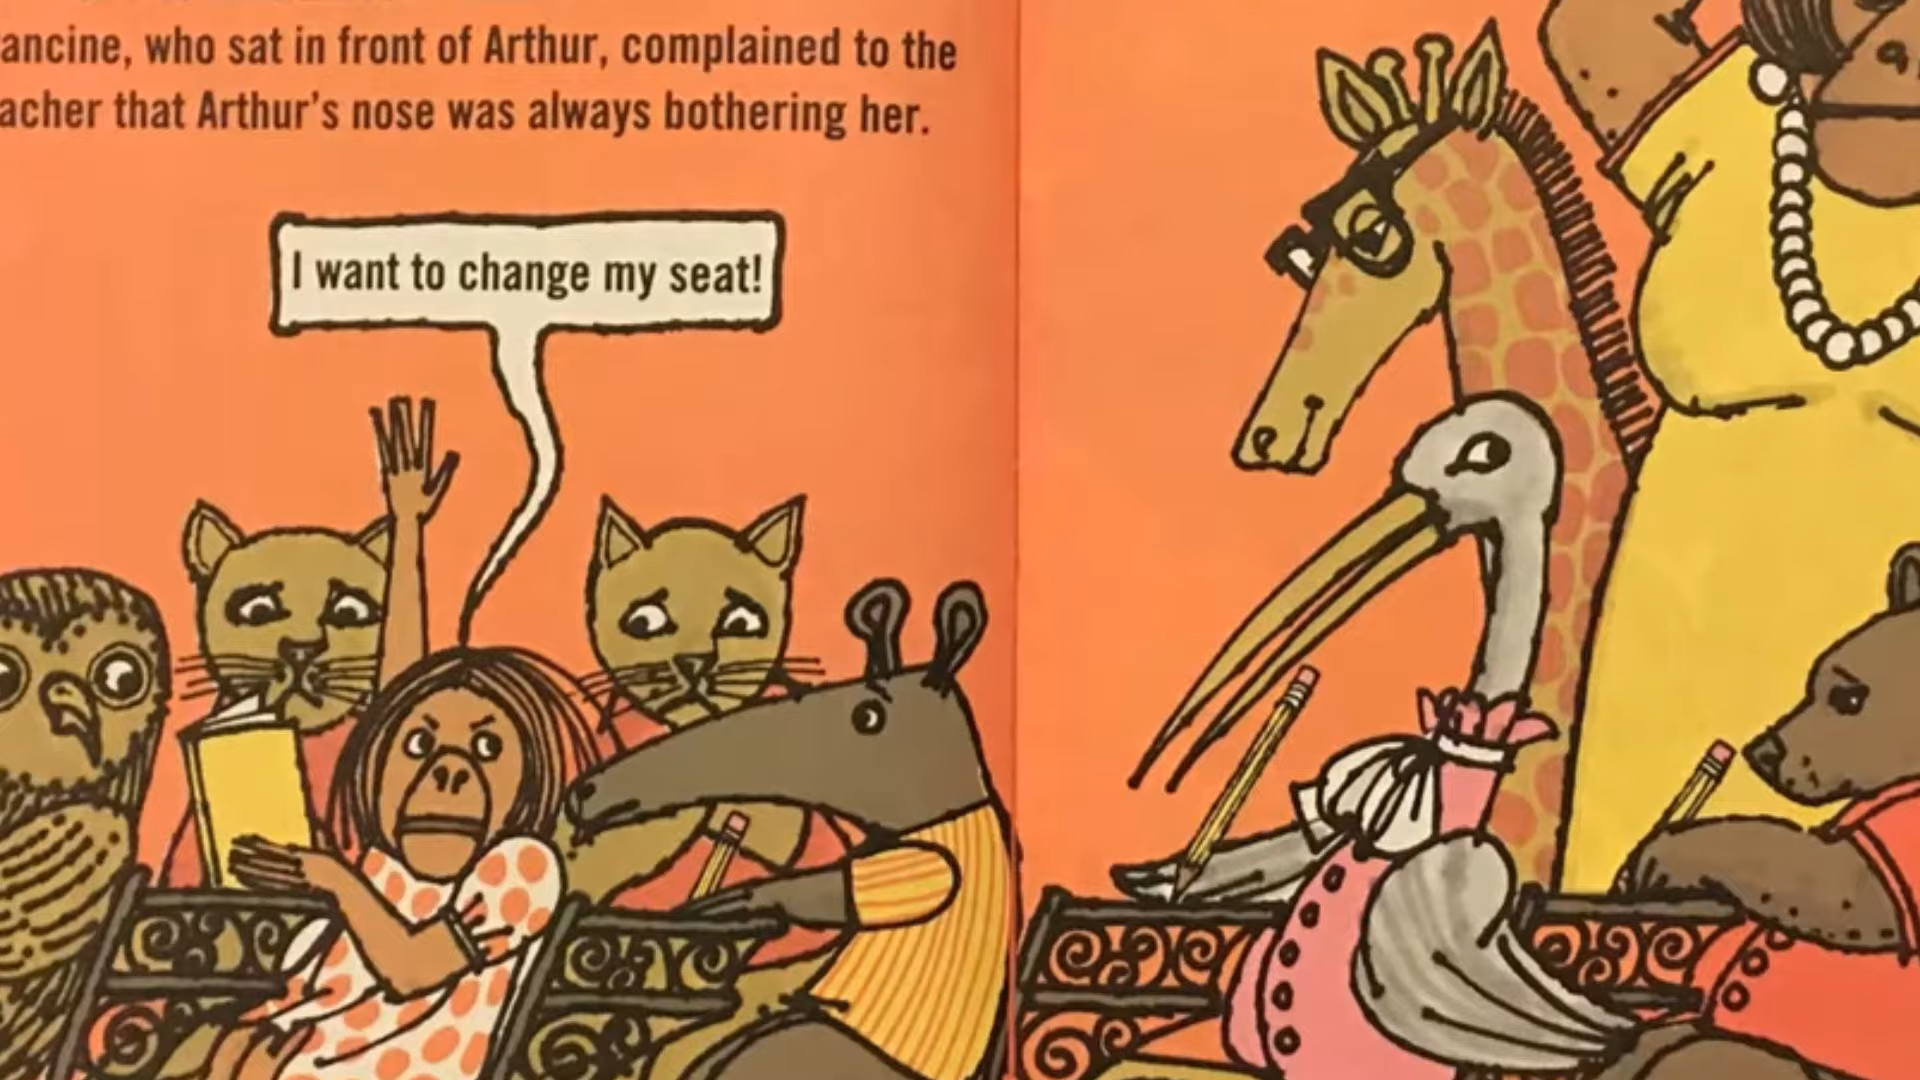 ancine, who sat in front of Arthur, complained to the
acher that Arthur's nose was always bothering her.
I want to change my seat!